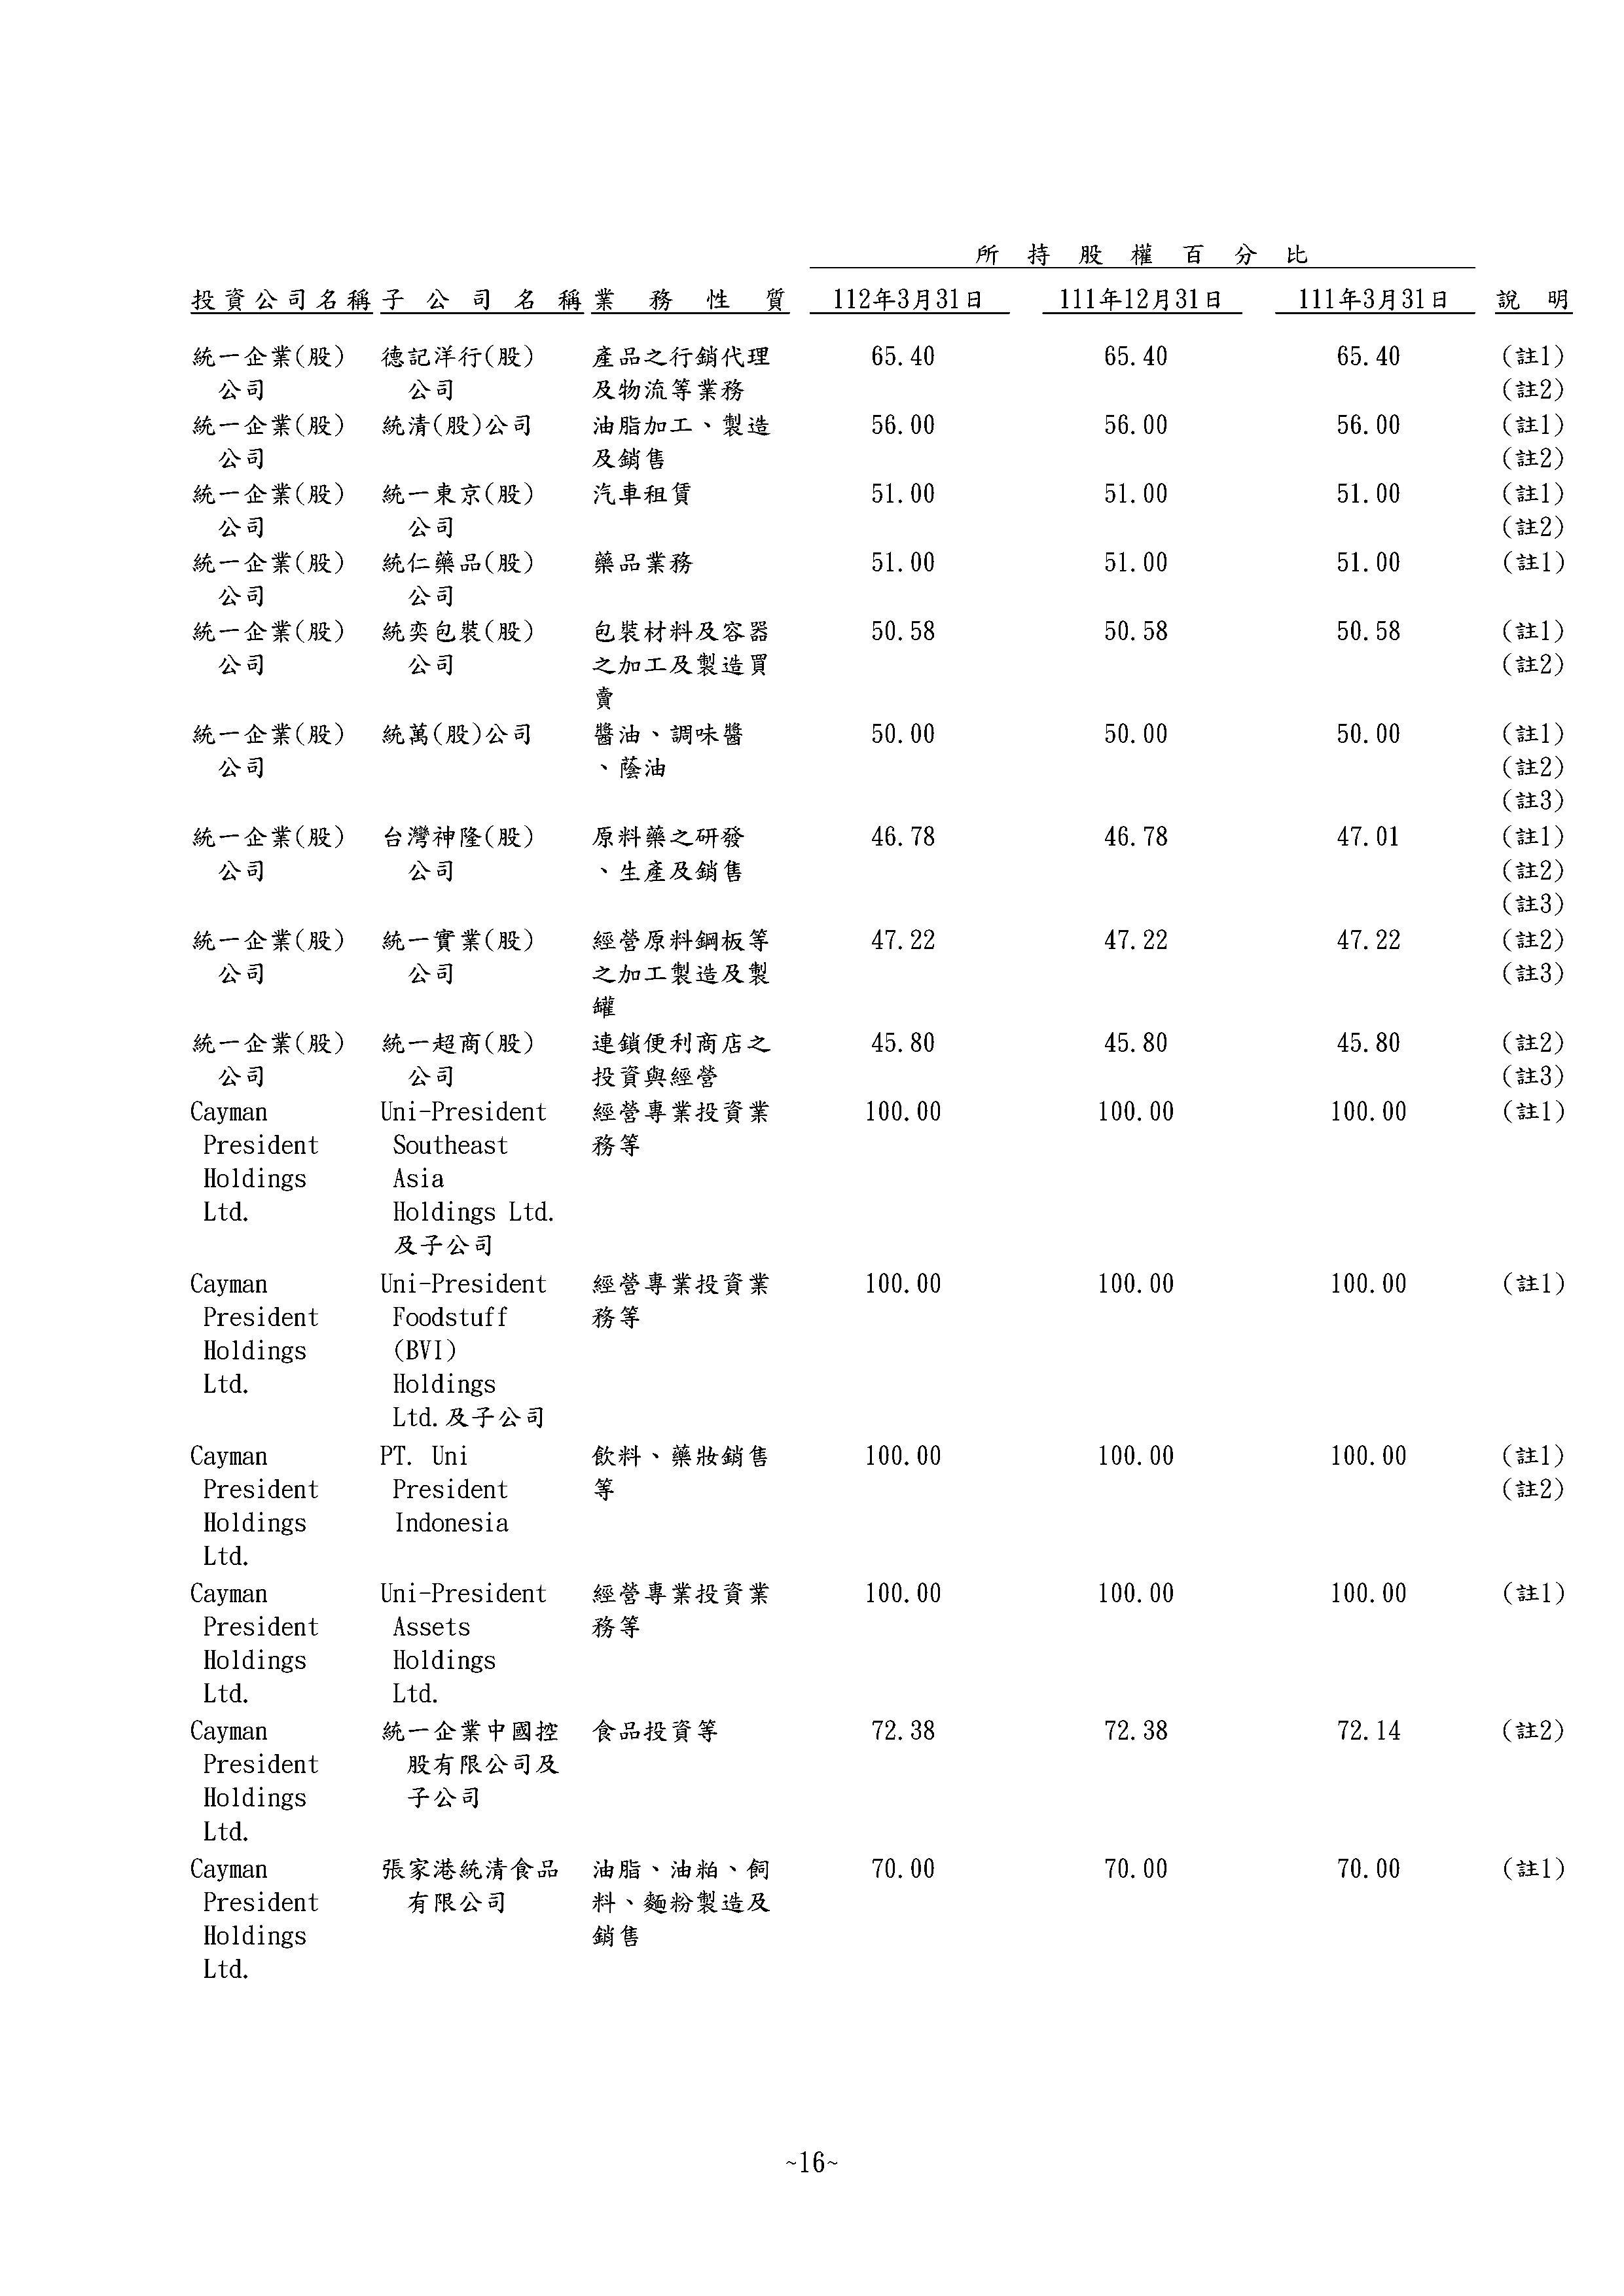 所持股權百分比
投資公司名稱 子公司名稱 業務性質 112年3月31日 111年12月31日 111年3月31日 說明
統一企業(股) 德記洋行(股) 產品之行銷代理 65.40 65.40 65.40 (註1)
公司 公司 及物流等業務 (註2)
統一企業(股) 統清(股)公司 油脂加工、製造 56.00 56.00 56.00 (註1)
公司 及銷售 (註2)
統一企業(股) 統一東京(股) 汽車租賃 51.00 51.00 51.00 (註1)
公司 公司 (註2)
統一企業(股) 統仁藥品(股) 藥品業務 51.00 51.00 51.00 (註1)
公司 公司
統一企業(股) 統奕包裝(股) 包裝材料及容器 50.58 50.58 50.58 (註1)
公司 公司 之加工及製造買 (註2)
賣
統一企業(股) 統萬(股)公司 醬油、調味醬 50.00 50.00 50.00 (註1)
公司 、蔭油 (註2)
(註3)
統一企業(股) 台灣神隆(股) 原料藥之研發 46.78 46.78 47.01 (註1)
公司 公司 、生產及銷售 (註2)
(註3)
統一企業(股) 統一實業(股) 經營原料鋼板等 47.22 47.22 47.22 (註2)
公司 公司 之加工製造及製 (註3)
罐
統一企業(股) 統一超商(股) 連鎖便利商店之 45.80 45.80 45.80 (註2)
公司 公司 投資與經營 (註3)
Cayman Uni-President 經營專業投資業 100.00 100.00 100.00 (註1)
President Southeast 務等
Holdings Asia
Ltd. Holdings Ltd.
及子公司
Cayman Uni-President 經營專業投資業 100.00 100.00 100.00 (註1)
President Foodstuff 務等
Holdings (BVI)
Ltd. Holdings
Ltd.及子公司
Cayman PT. Uni 飲料、藥妝銷售 100.00 100.00 100.00 (註1)
President President 等 (註2)
Holdings Indonesia
Ltd.
Cayman Uni-President 經營專業投資業 100.00 100.00 100.00 (註1)
President Assets 務等
Holdings Holdings
Ltd. Ltd.
Cayman 統一企業中國控 食品投資等 72.38 72.38 72.14 (註2)
President 股有限公司及
Holdings 子公司
Ltd.
Cayman 張家港統清食品 油脂、油粕、飼 70.00 70.00 70.00 (註1)
President 有限公司 料、麵粉製造及
Holdings 銷售
Ltd.
~16~